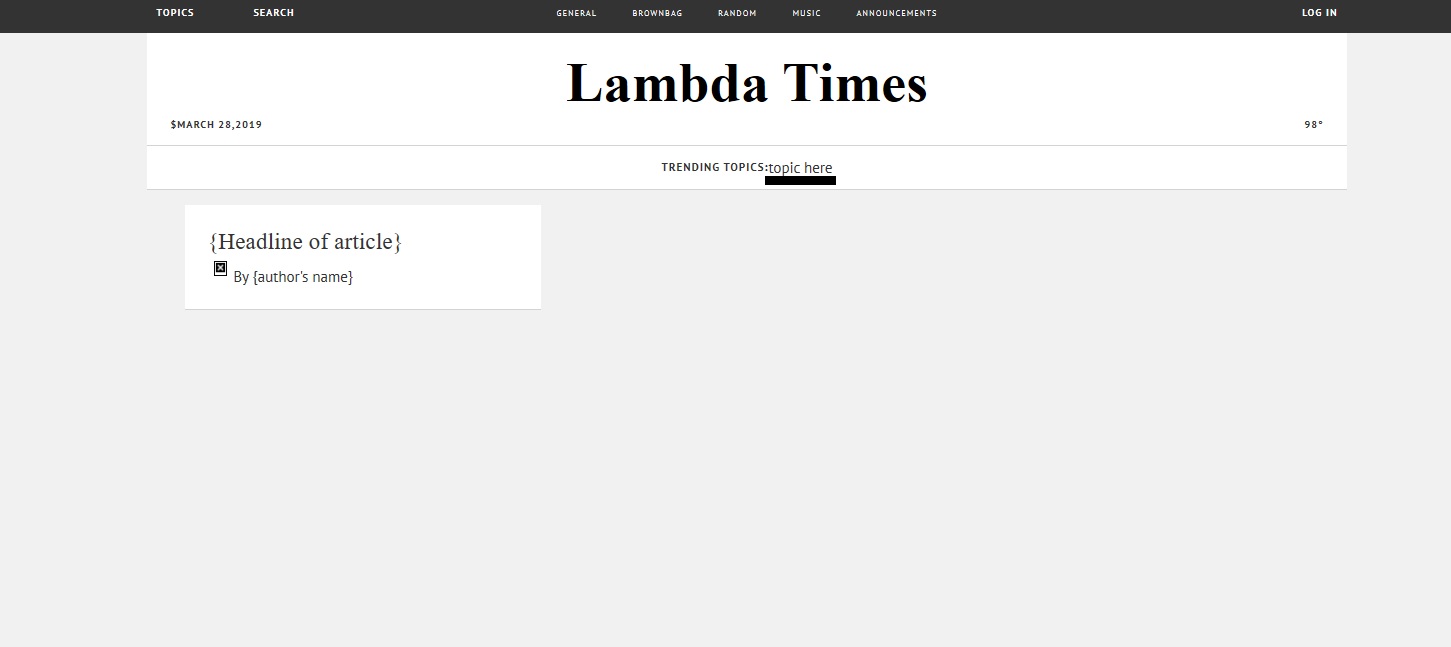 TOPICS SEARCH GENERAL BROWNBAG RANDOM MUSIC ANNOUNCEMENTS LOG IN
Lambda Times
$MARCH 28,2019 98°
TRENDING TOPICS:topic here
{Headline of article}
By {author's name}